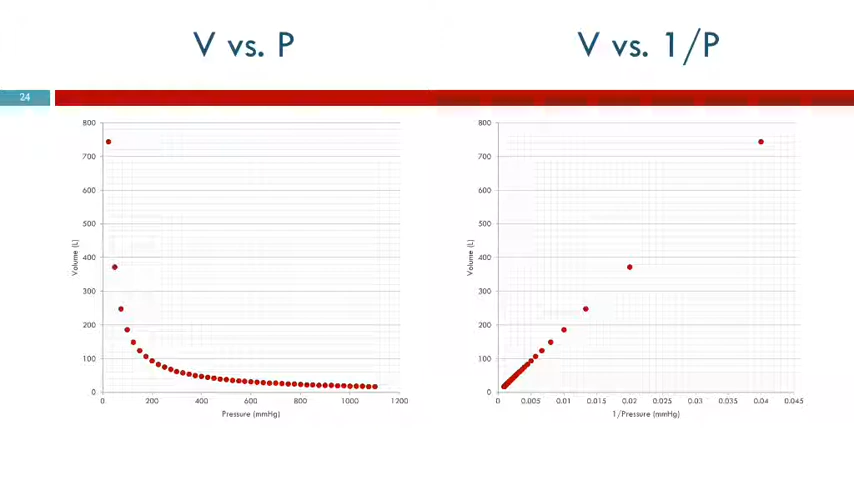 V vs. P
V vs. 1/P
24
800
700
600
500
400
300
200
100
0
Volume (L)
0 200 400 600 800 1000 1200
Pressure (mmHg)
800
700
600
500
400
300
200
100
0
Volume (L)
0 0.005 0.01 0.015 0.02 0.025 0.03 0.035 0.04 0.045
1/Pressure (mmHg)